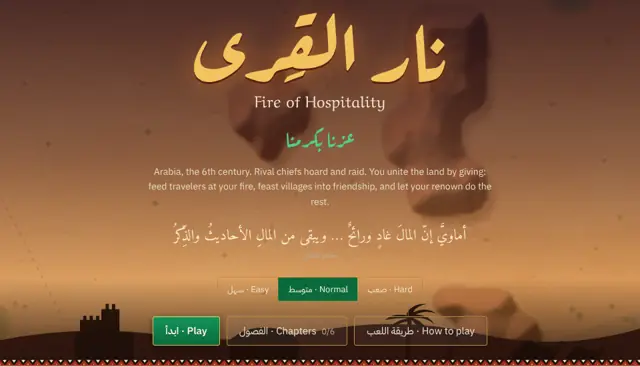 نار القِرى
Fire of Hospitality
عزنا بكرمنا
Arabia, the 6th century. Rival chiefs hoard and raid. You unite the land by giving:
feed travelers at your fire, feast villages into friendship, and let your renown do the
rest.
أماويَّ إنّ المالَ غادٍ ورائحٌ ... ويبقى من المالِ الأحاديثُ والذِّكرُ
سهل · Easy متوسط · Normal صعب · Hard
ابدأ · Play الفصول · Chapters 0/6 طريقة اللعب · How to play